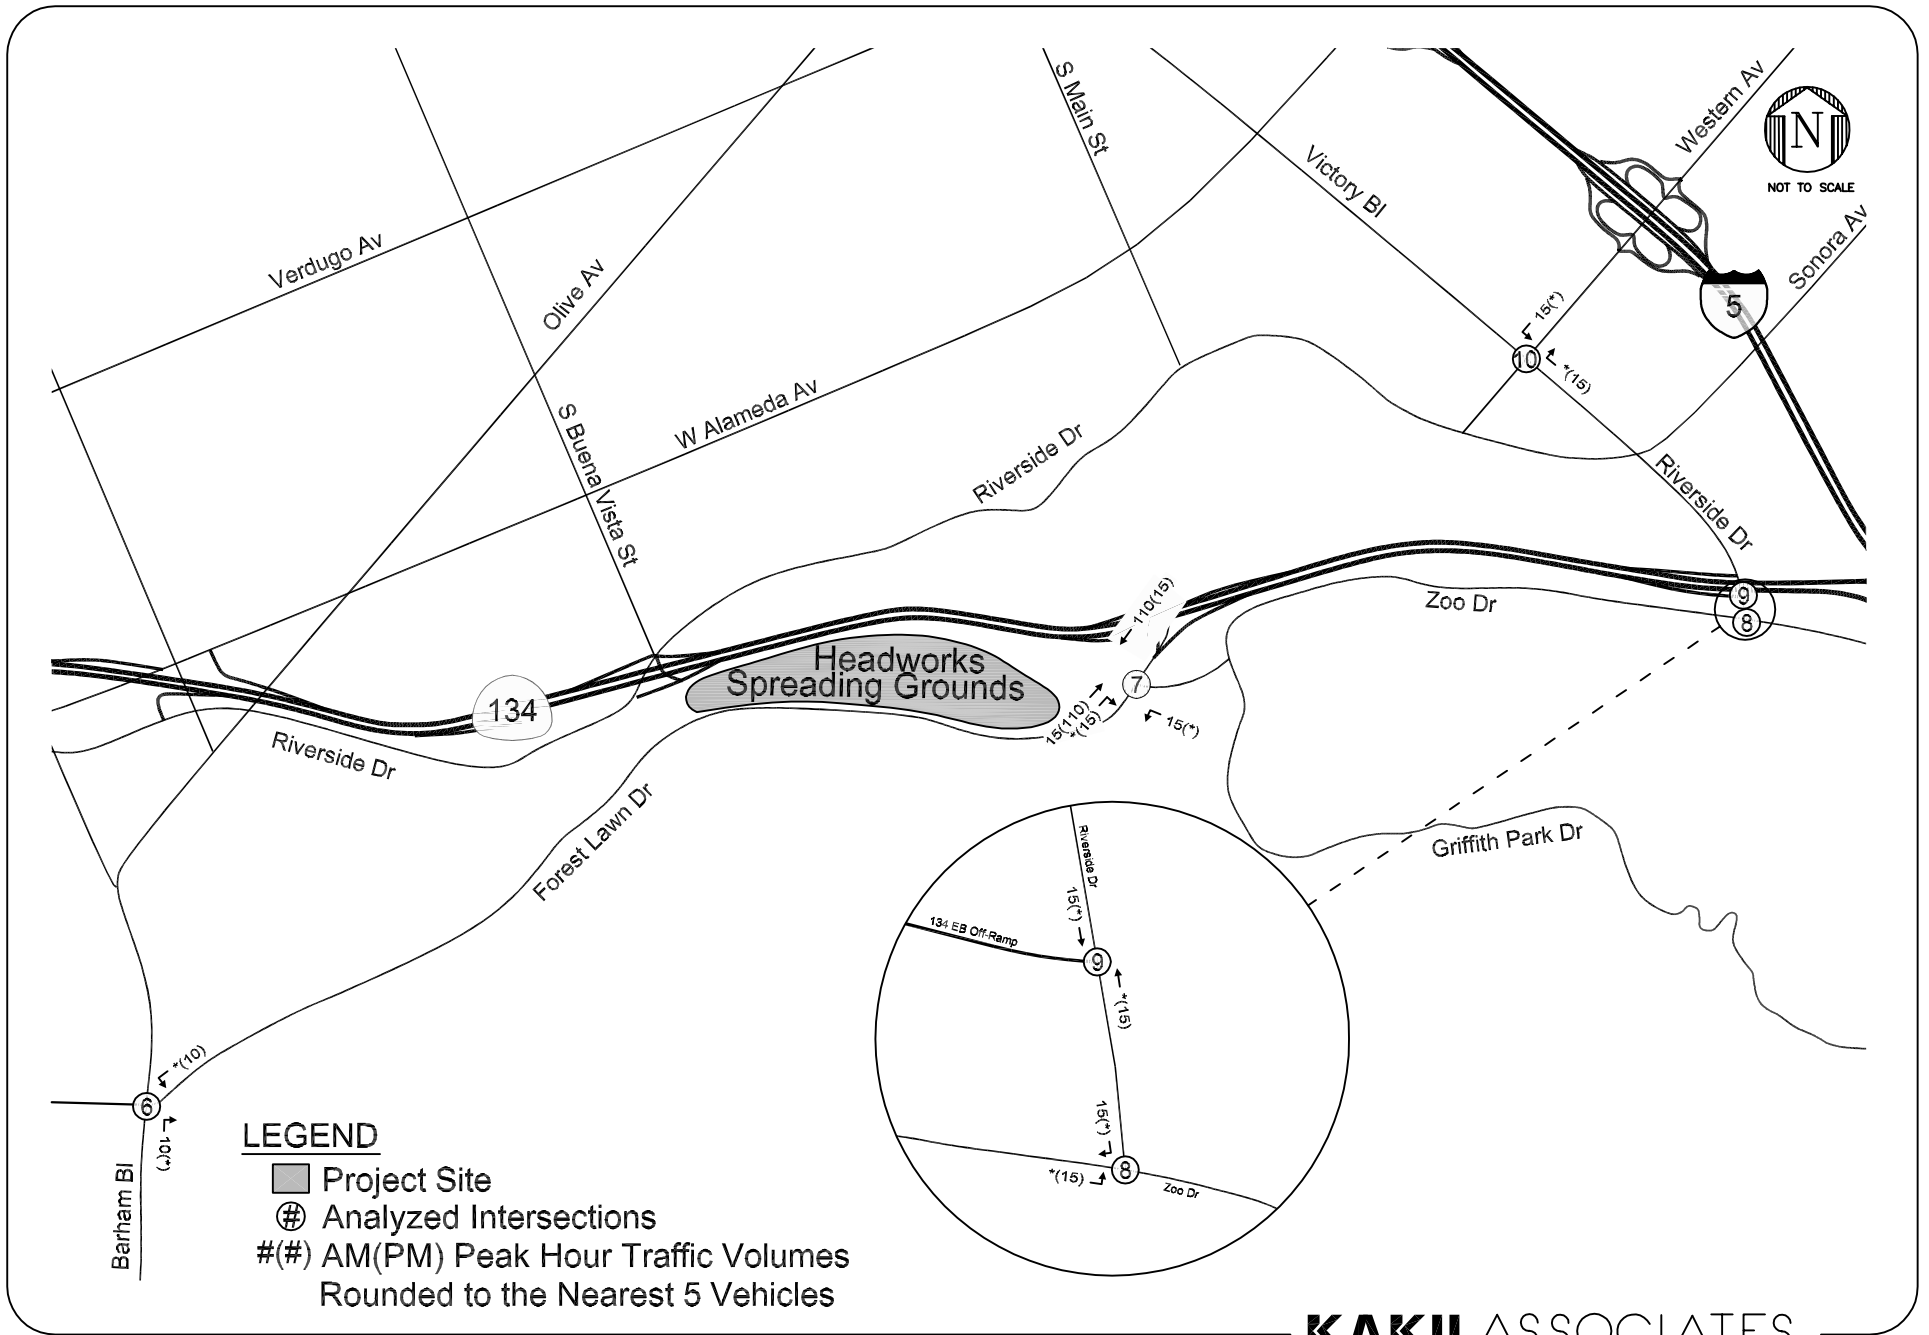 S Main St
Western Av
N
NOT TO SCALE
Victory Bl
Verdugo Av
Olive Av
Sonora Av
5
15(*)
10
*(15)
W Alameda Av
S Buena Vista St
Riverside Dr
Riverside Dr
110(15)
Zoo Dr
9
8
Headworks
Spreading Grounds
7
134
15(110)
*(15)
15(*)
Riverside Dr
Forest Lawn Dr
Griffith Park Dr
Riverside Dr
15(*)
134 EB Off-Ramp
9
*(15)
15(*)
8
*(15)
Zoo Dr
*(10)
6
10(*)
Barham Bl
LEGEND
Project Site
# Analyzed Intersections
#(#) AM(PM) Peak Hour Traffic Volumes
Rounded to the Nearest 5 Vehicles
KAKU ASSOCIATES